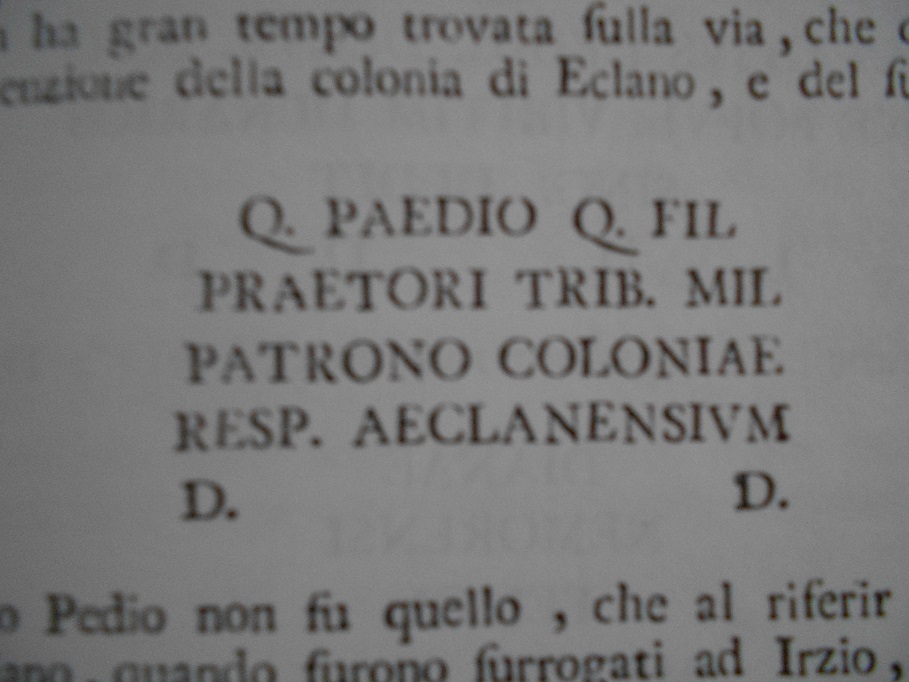 ha gran tempo trovata ſulla via, che
della colonia di Eclano, e del
Q. PAEDIO Q. FIL
PRAETORI TRIB. MIL
PATRONO COLONIAE
RESP. AECLANENSIVM
D. D.
Pedio non fu quello, che al riferir
quando furono ſurrogati ad Irzio,